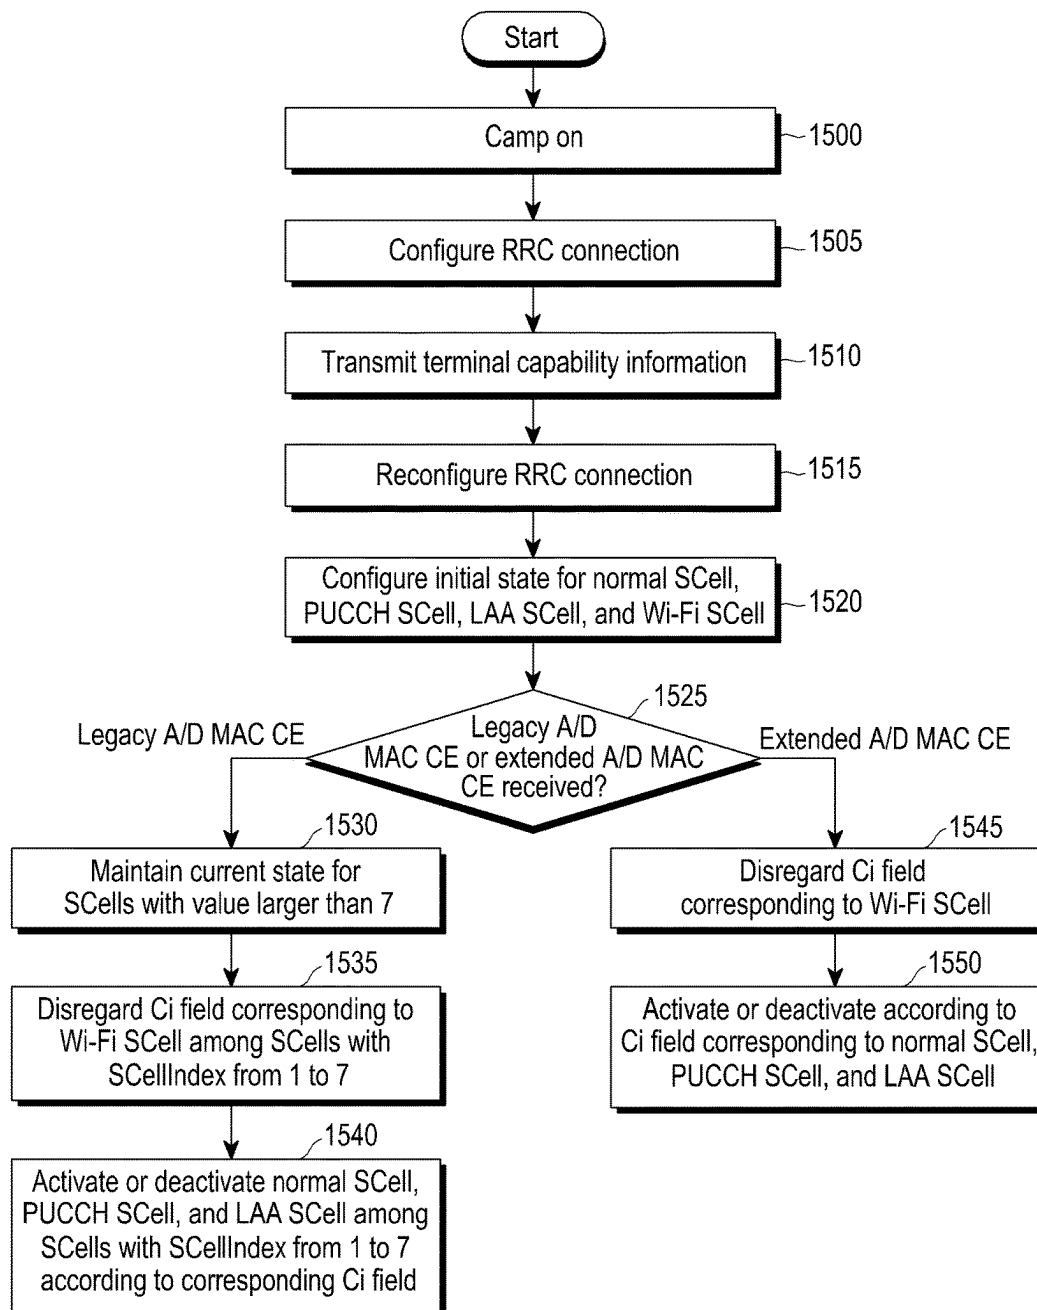 Start
Camp on
1500
Configure RRC connection
1505
Transmit terminal capability information
1510
Reconfigure RRC connection
1515
Configure initial state for normal SCell,
PUCCH SCell, LAA SCell, and Wi-Fi SCell
1520
1525
Legacy A/D
MAC CE or extended A/D MAC
CE received?
Legacy A/D MAC CE
Extended A/D MAC CE
1530
Maintain current state for
SCells with value larger than 7
1535
Disregard Ci field corresponding to
Wi-Fi SCell among SCells with
SCellIndex from 1 to 7
1540
Activate or deactivate normal SCell,
PUCCH SCell, and LAA SCell among
SCells with SCellIndex from 1 to 7
according to corresponding Ci field
1545
Disregard Ci field
corresponding to Wi-Fi SCell
1550
Activate or deactivate according to
Ci field corresponding to normal SCell,
PUCCH SCell, and LAA SCell